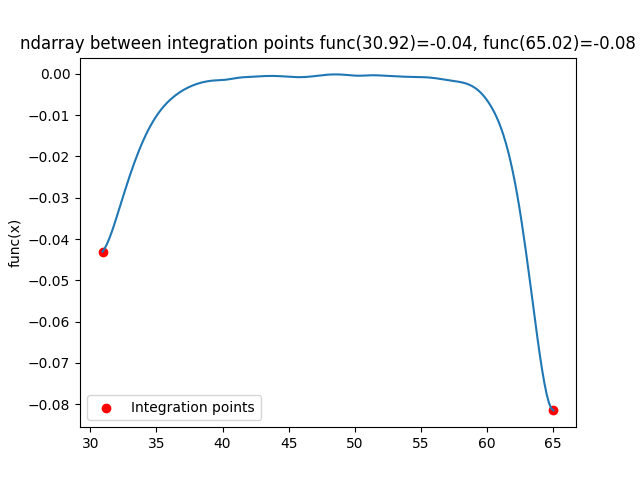 ndarray between integration points func(30.92)=-0.04, func(65.02)=-0.08
0.00
−0.01
−0.02
−0.03
−0.04
−0.05
−0.06
−0.07
−0.08
func(x)
Integration points
30 35 40 45 50 55 60 65